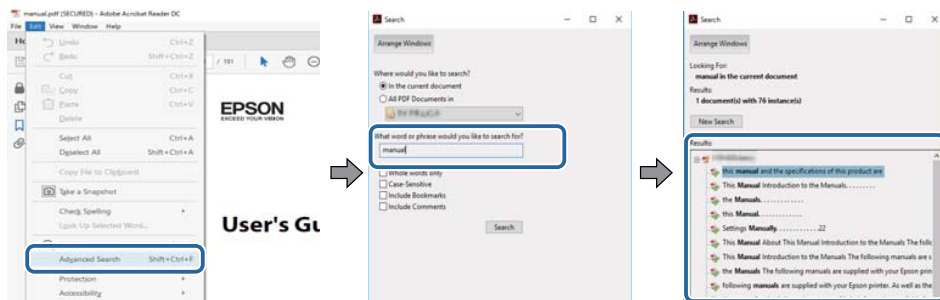 manual.pdf (SECURED) - Adobe Acrobat Reader DC
File Edit View Window Help
Undo Ctrl+Z
Redo Shift+Ctrl+Z
Cut Ctrl+X
Copy Ctrl+C
Paste Ctrl+V
Delete
Select All Ctrl+A
Deselect All Shift+Ctrl+A
Copy File to Clipboard
Take a Snapshot
Check Spelling
Look Up Selected Word...
Advanced Search Shift+Ctrl+F
Protection
Accessibility
/ 191
EPSON
EXCEED YOUR VISION
User's Gu
Search
Arrange Windows
Where would you like to search?
In the current document
All PDF Documents in
What word or phrase would you like to search for?
manual
Whole words only
Case-Sensitive
Include Bookmarks
Include Comments
Search
Search
Arrange Windows
Looking For:
manual in the current document
Results:
1 document(s) with 76 instance(s)
New Search
Results:
this manual and the specifications of this product are
This Manual Introduction to the Manuals. . . . . . . . .
the Manuals. . . . . . . . . . . . .
this Manual. . . . . . . . . . . . .
Settings Manually. . . . . . . . . . . .22
This Manual About This Manual Introduction to the Manuals The follo
This Manual Introduction to the Manuals The following manuals are s
the Manuals The following manuals are supplied with your Epson prin
following manuals are supplied with your Epson printer. As well as the